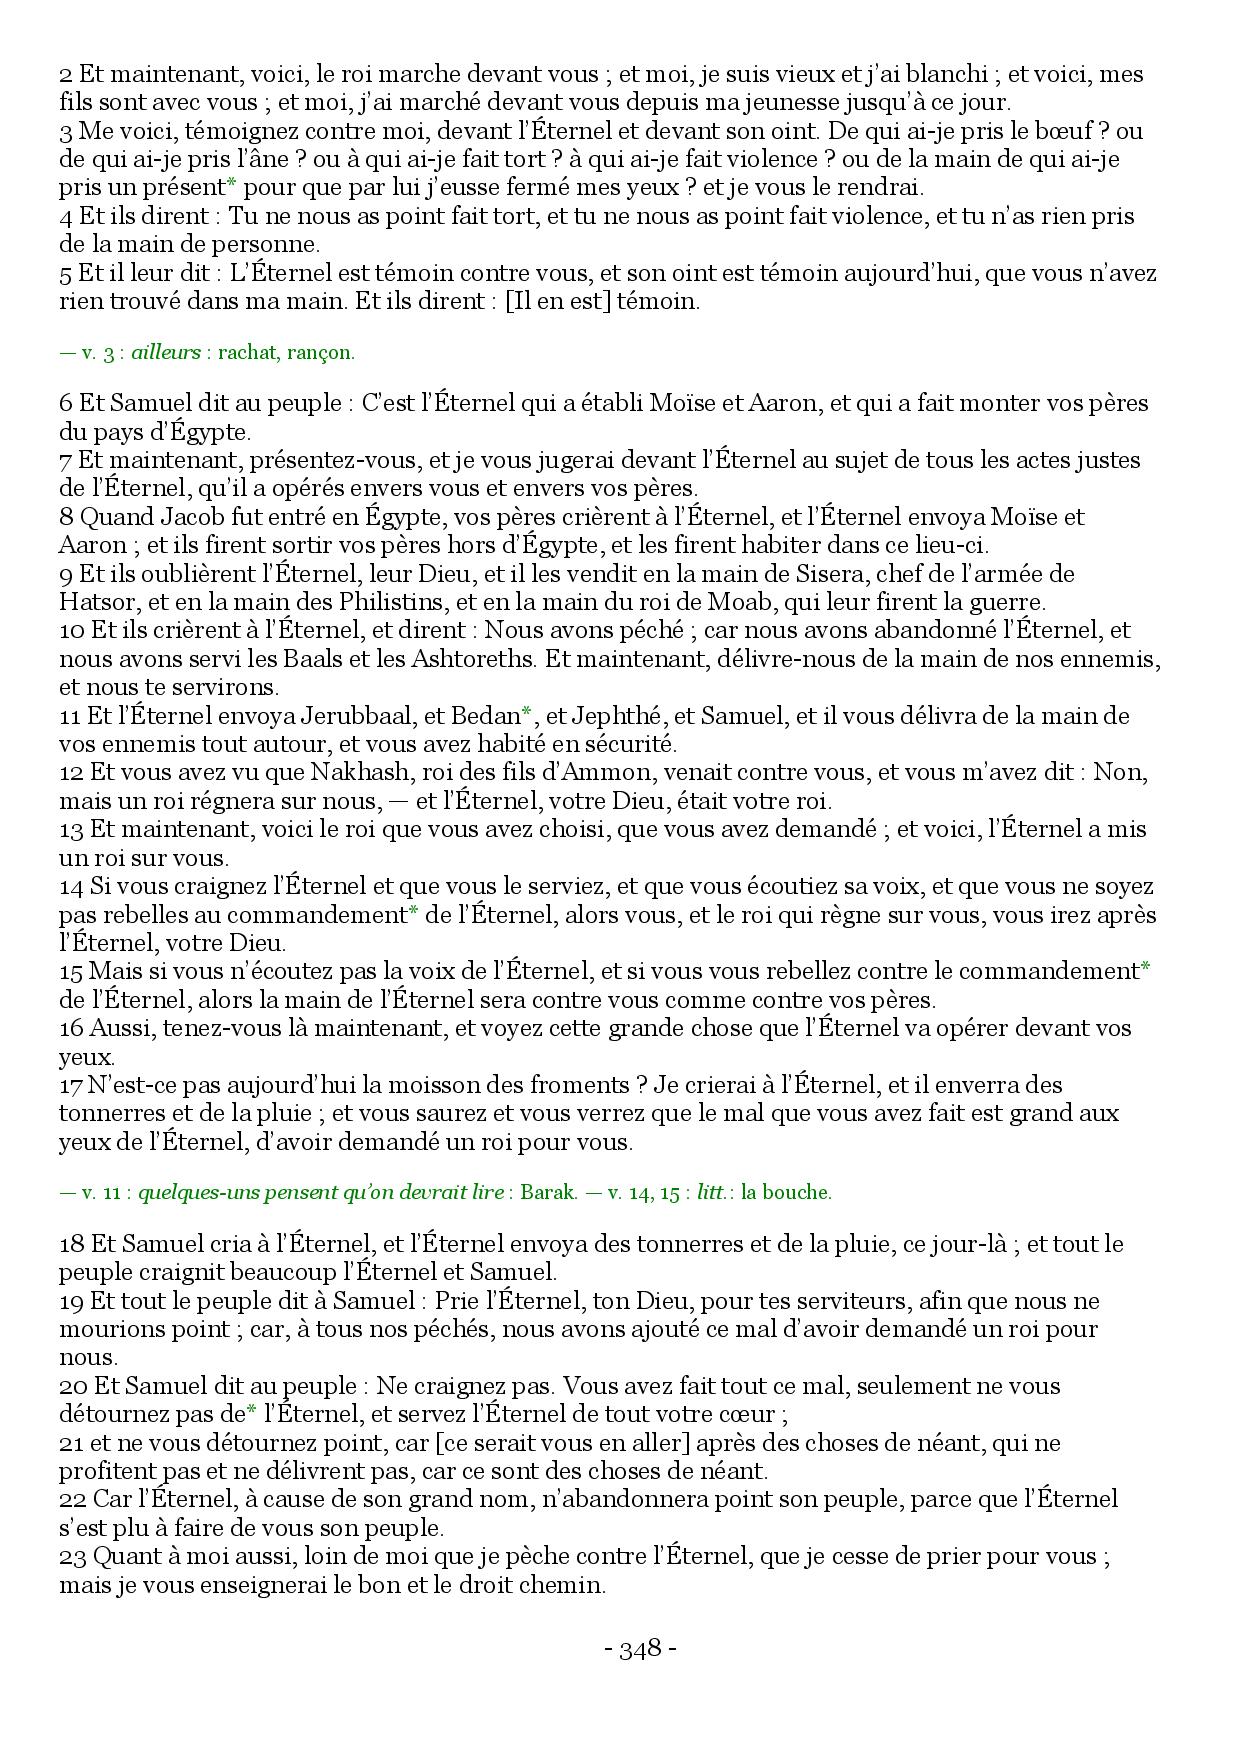 2 Et maintenant, voici, le roi marche devant vous ; et moi, je suis vieux et j’ai blanchi ; et voici, mes
fils sont avec vous ; et moi, j’ai marché devant vous depuis ma jeunesse jusqu’à ce jour.
3 Me voici, témoignez contre moi, devant l’Éternel et devant son oint. De qui ai-je pris le bœuf ? ou
de qui ai-je pris l’âne ? ou à qui ai-je fait tort ? à qui ai-je fait violence ? ou de la main de qui ai-je
pris un présent* pour que par lui j’eusse fermé mes yeux ? et je vous le rendrai.
4 Et ils dirent : Tu ne nous as point fait tort, et tu ne nous as point fait violence, et tu n’as rien pris
de la main de personne.
5 Et il leur dit : L’Éternel est témoin contre vous, et son oint est témoin aujourd’hui, que vous n’avez
rien trouvé dans ma main. Et ils dirent : [Il en est] témoin.
— v. 3 : ailleurs : rachat, rançon.
6 Et Samuel dit au peuple : C’est l’Éternel qui a établi Moïse et Aaron, et qui a fait monter vos pères
du pays d’Égypte.
7 Et maintenant, présentez-vous, et je vous jugerai devant l’Éternel au sujet de tous les actes justes
de l’Éternel, qu’il a opérés envers vous et envers vos pères.
8 Quand Jacob fut entré en Égypte, vos pères crièrent à l’Éternel, et l’Éternel envoya Moïse et
Aaron ; et ils firent sortir vos pères hors d’Égypte, et les firent habiter dans ce lieu-ci.
9 Et ils oublièrent l’Éternel, leur Dieu, et il les vendit en la main de Sisera, chef de l’armée de
Hatsor, et en la main des Philistins, et en la main du roi de Moab, qui leur firent la guerre.
10 Et ils crièrent à l’Éternel, et dirent : Nous avons péché ; car nous avons abandonné l’Éternel, et
nous avons servi les Baals et les Ashtoreths. Et maintenant, délivre-nous de la main de nos ennemis,
et nous te servirons.
11 Et l’Éternel envoya Jerubbaal, et Bedan*, et Jephthé, et Samuel, et il vous délivra de la main de
vos ennemis tout autour, et vous avez habité en sécurité.
12 Et vous avez vu que Nakhash, roi des fils d’Ammon, venait contre vous, et vous m’avez dit : Non,
mais un roi régnera sur nous, — et l’Éternel, votre Dieu, était votre roi.
13 Et maintenant, voici le roi que vous avez choisi, que vous avez demandé ; et voici, l’Éternel a mis
un roi sur vous.
14 Si vous craignez l’Éternel et que vous le serviez, et que vous écoutiez sa voix, et que vous ne soyez
pas rebelles au commandement* de l’Éternel, alors vous, et le roi qui règne sur vous, vous irez après
l’Éternel, votre Dieu.
15 Mais si vous n’écoutez pas la voix de l’Éternel, et si vous vous rebellez contre le commandement*
de l’Éternel, alors la main de l’Éternel sera contre vous comme contre vos pères.
16 Aussi, tenez-vous là maintenant, et voyez cette grande chose que l’Éternel va opérer devant vos
yeux.
17 N’est-ce pas aujourd’hui la moisson des froments ? Je crierai à l’Éternel, et il enverra des
tonnerres et de la pluie ; et vous saurez et vous verrez que le mal que vous avez fait est grand aux
yeux de l’Éternel, d’avoir demandé un roi pour vous.
— v. 11 : quelques-uns pensent qu’on devrait lire : Barak. — v. 14, 15 : litt.: la bouche.
18 Et Samuel cria à l’Éternel, et l’Éternel envoya des tonnerres et de la pluie, ce jour-là ; et tout le
peuple craignit beaucoup l’Éternel et Samuel.
19 Et tout le peuple dit à Samuel : Prie l’Éternel, ton Dieu, pour tes serviteurs, afin que nous ne
mourions point ; car, à tous nos péchés, nous avons ajouté ce mal d’avoir demandé un roi pour
nous.
20 Et Samuel dit au peuple : Ne craignez pas. Vous avez fait tout ce mal, seulement ne vous
détournez pas de* l’Éternel, et servez l’Éternel de tout votre cœur ;
21 et ne vous détournez point, car [ce serait vous en aller] après des choses de néant, qui ne
profitent pas et ne délivrent pas, car ce sont des choses de néant.
22 Car l’Éternel, à cause de son grand nom, n’abandonnera point son peuple, parce que l’Éternel
s’est plu à faire de vous son peuple.
23 Quant à moi aussi, loin de moi que je pèche contre l’Éternel, que je cesse de prier pour vous ;
mais je vous enseignerai le bon et le droit chemin.
- 348 -